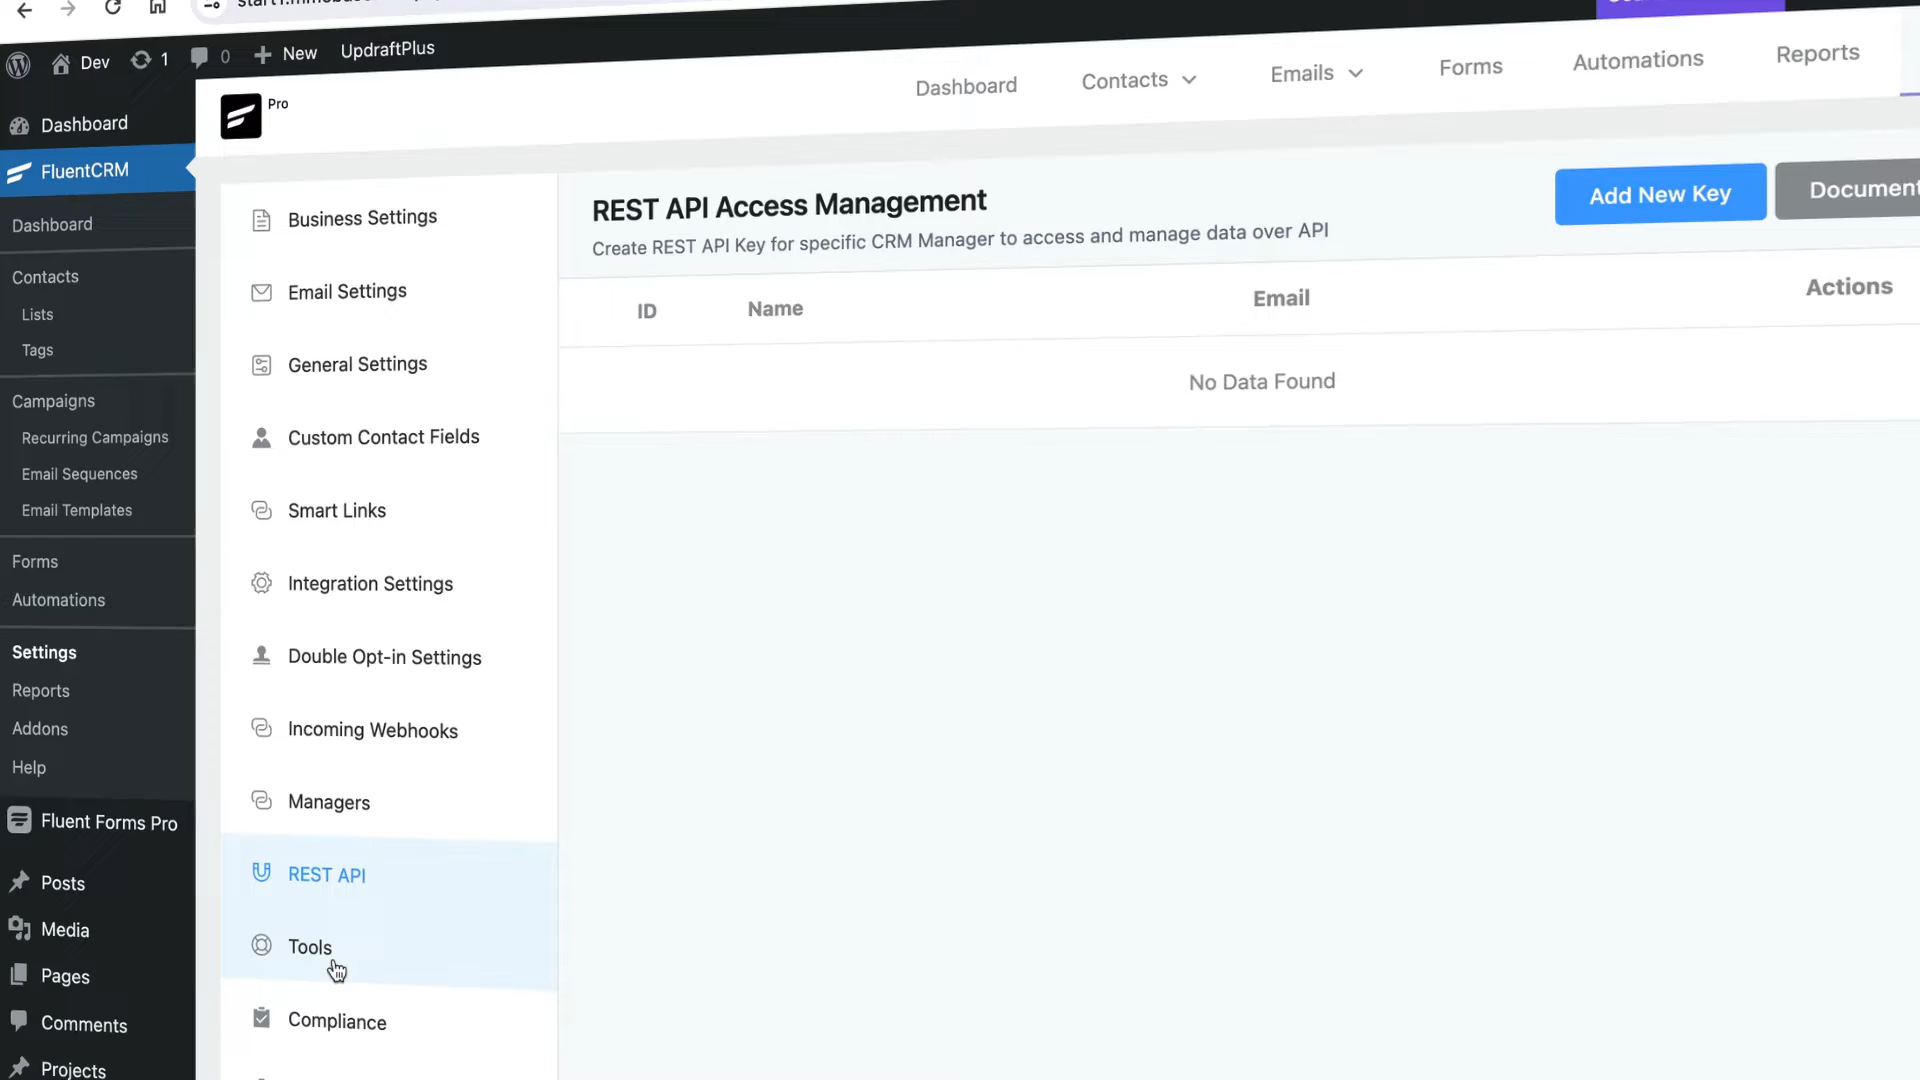 Dev
1
0
New
UpdraftPlus
Dashboard
FluentCRM
Dashboard
Contacts
Lists
Tags
Campaigns
Recurring Campaigns
Email Sequences
Email Templates
Forms
Automations
Settings
Reports
Addons
Help
Fluent Forms Pro
Posts
Media
Pages
Comments
Projects
Pro
Dashboard
Contacts
Emails
Forms
Automations
Reports
Business Settings
Email Settings
General Settings
Custom Contact Fields
Smart Links
Integration Settings
Double Opt-in Settings
Incoming Webhooks
Managers
REST API
Tools
Compliance
REST API Access Management
Create REST API Key for specific CRM Manager to access and manage data over API
Add New Key
Document
ID
Name
Email
Actions
No Data Found